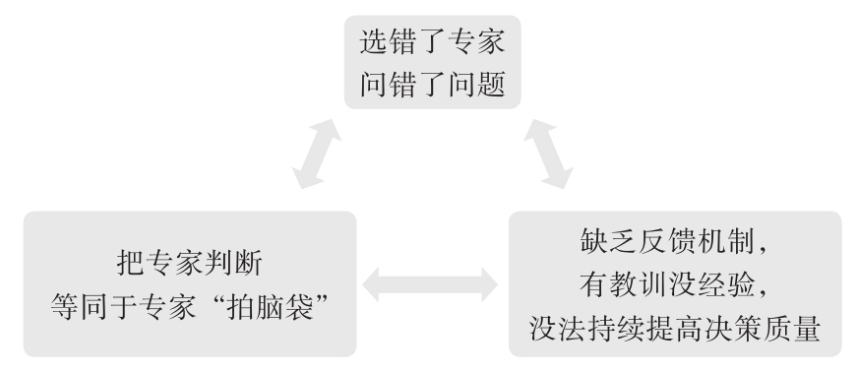 选错了专家
问错了问题
把专家判断
等同于专家“拍脑袋”
缺乏反馈机制，
有教训没经验，
没法持续提高决策质量